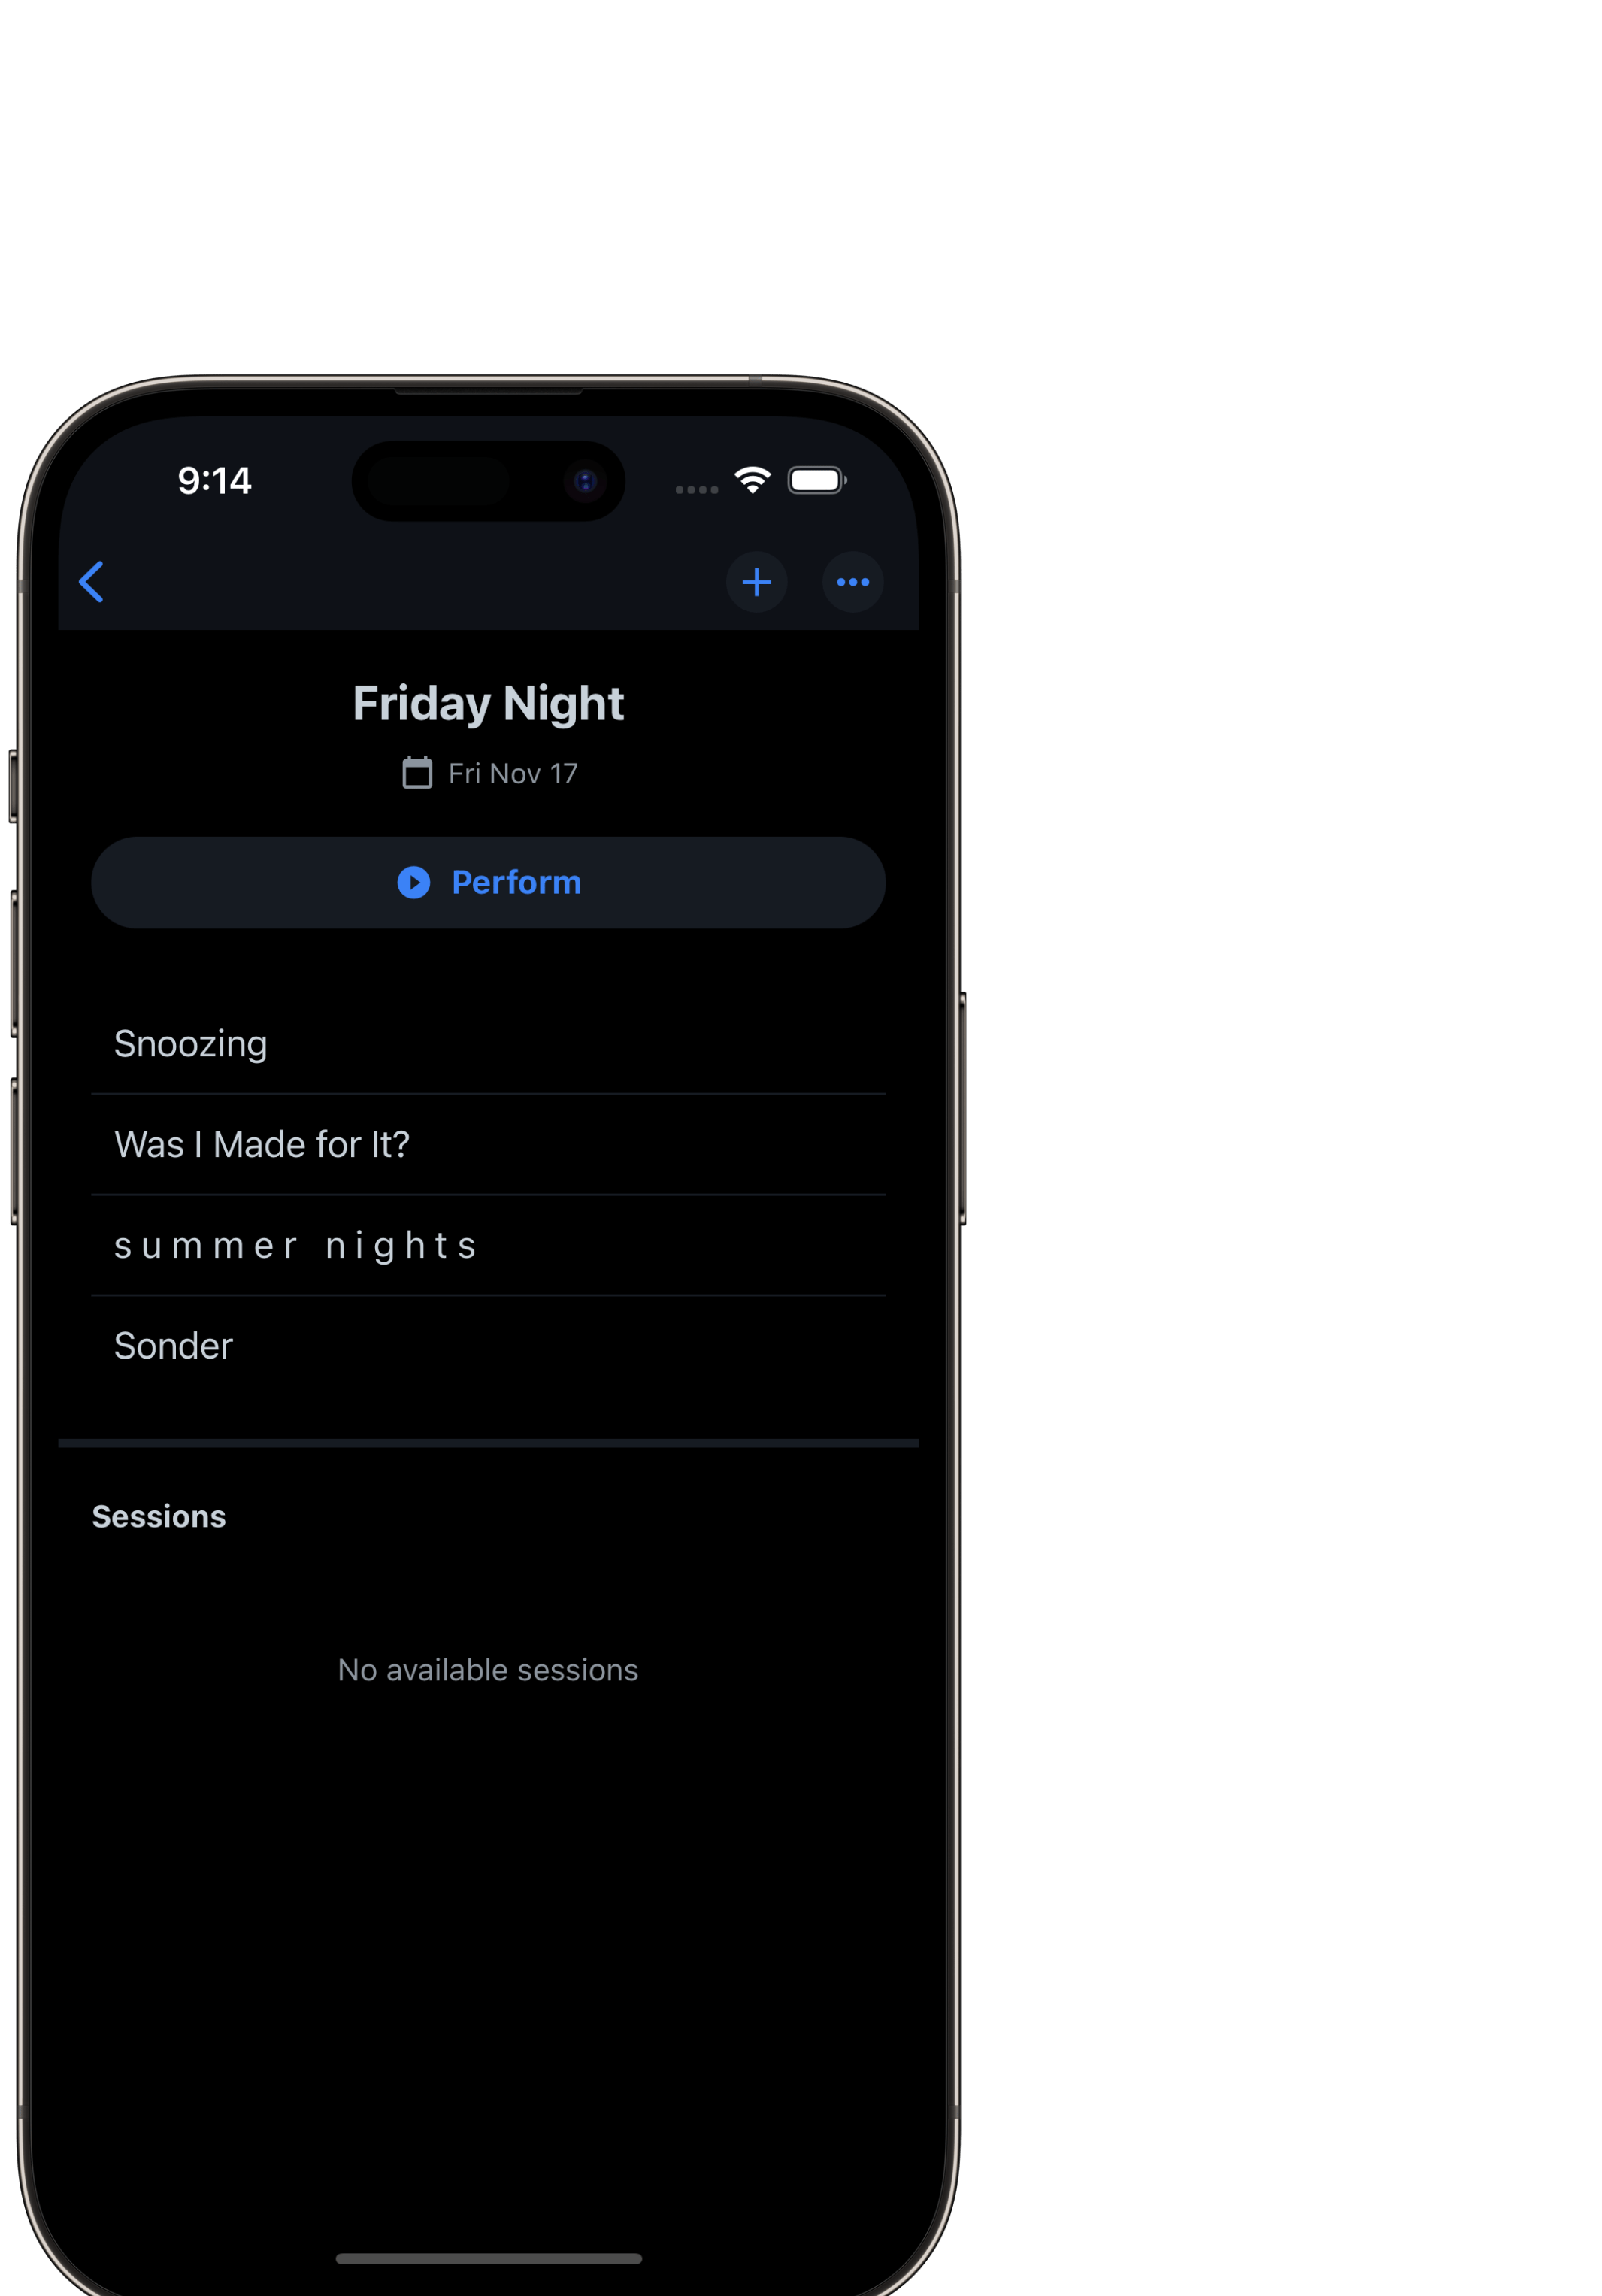 9:14
Friday Night
Fri Nov 17
Perform
Snoozing
Was I Made for It?
s u m m e r  n i g h t s
Sonder
Sessions
No available sessions